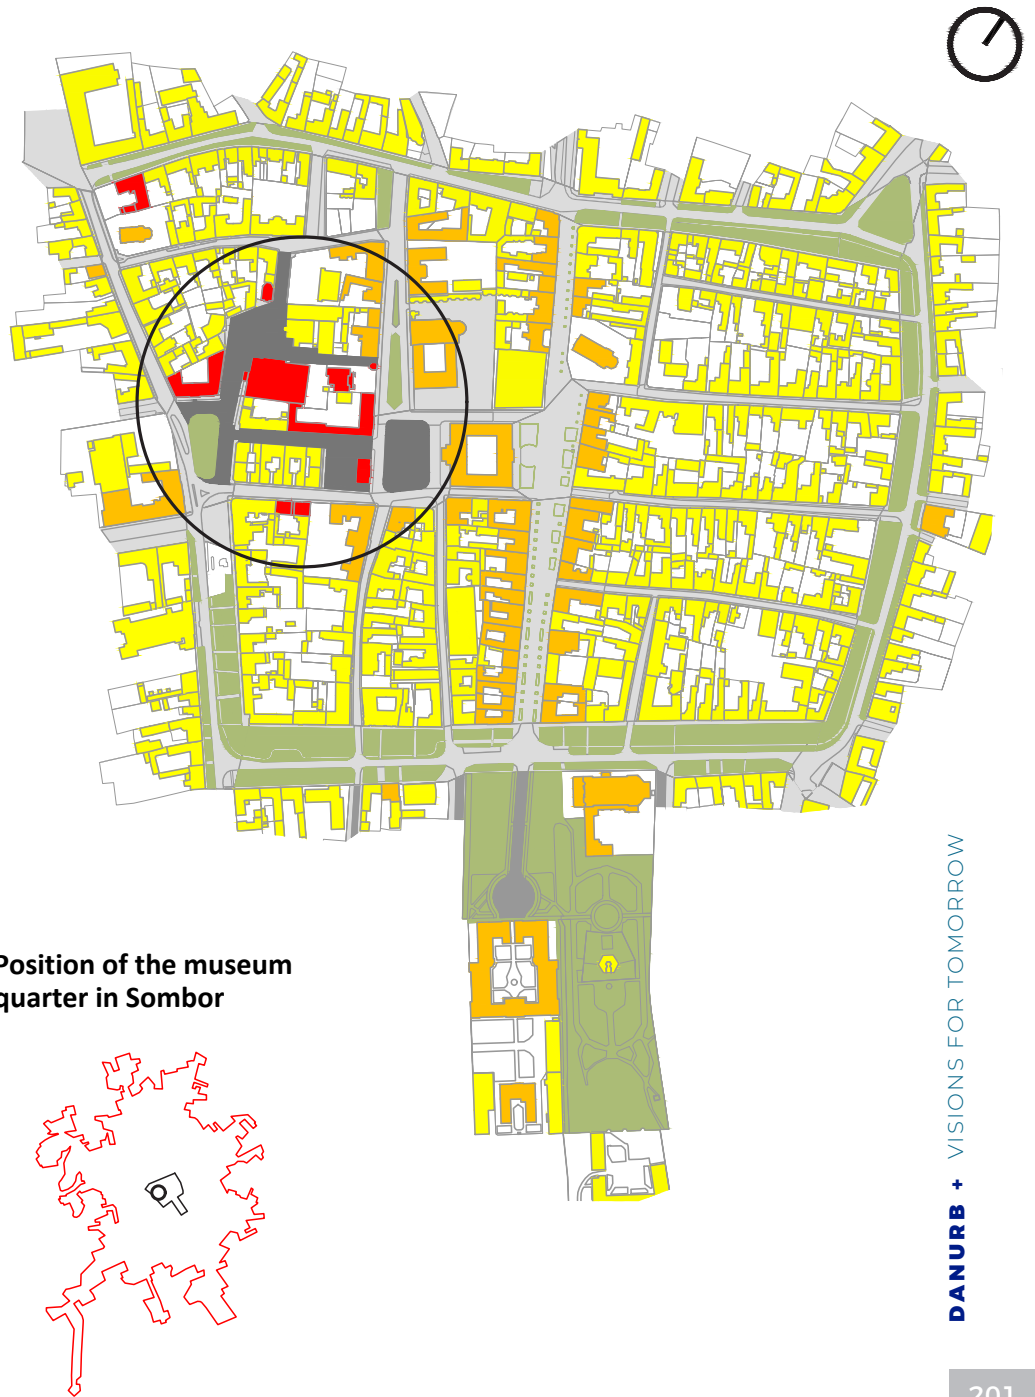 Position of the museum
quarter in Sombor
DANURB + VISIONS FOR TOMORROW
201